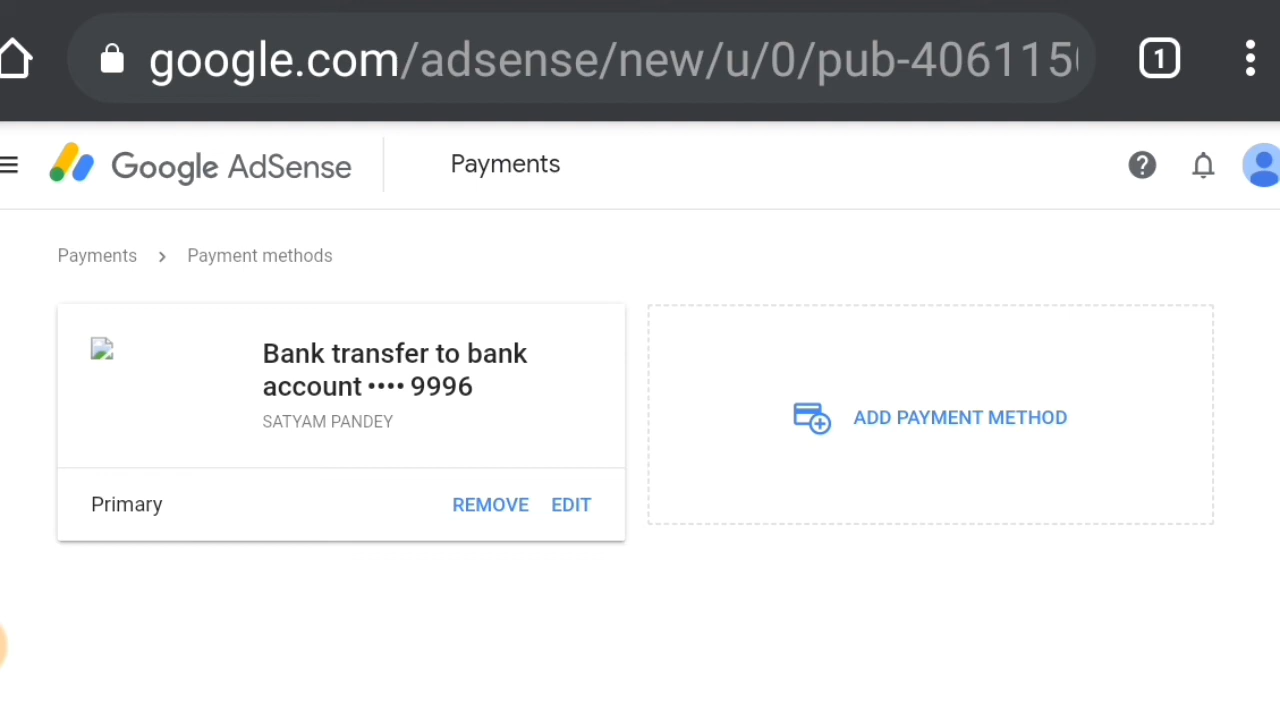 google.com/adsense/new/u/0/pub-406115
1
Google AdSense
Payments
Payments > Payment methods
Bank transfer to bank
account •••• 9996
SATYAM PANDEY
ADD PAYMENT METHOD
Primary
REMOVE EDIT